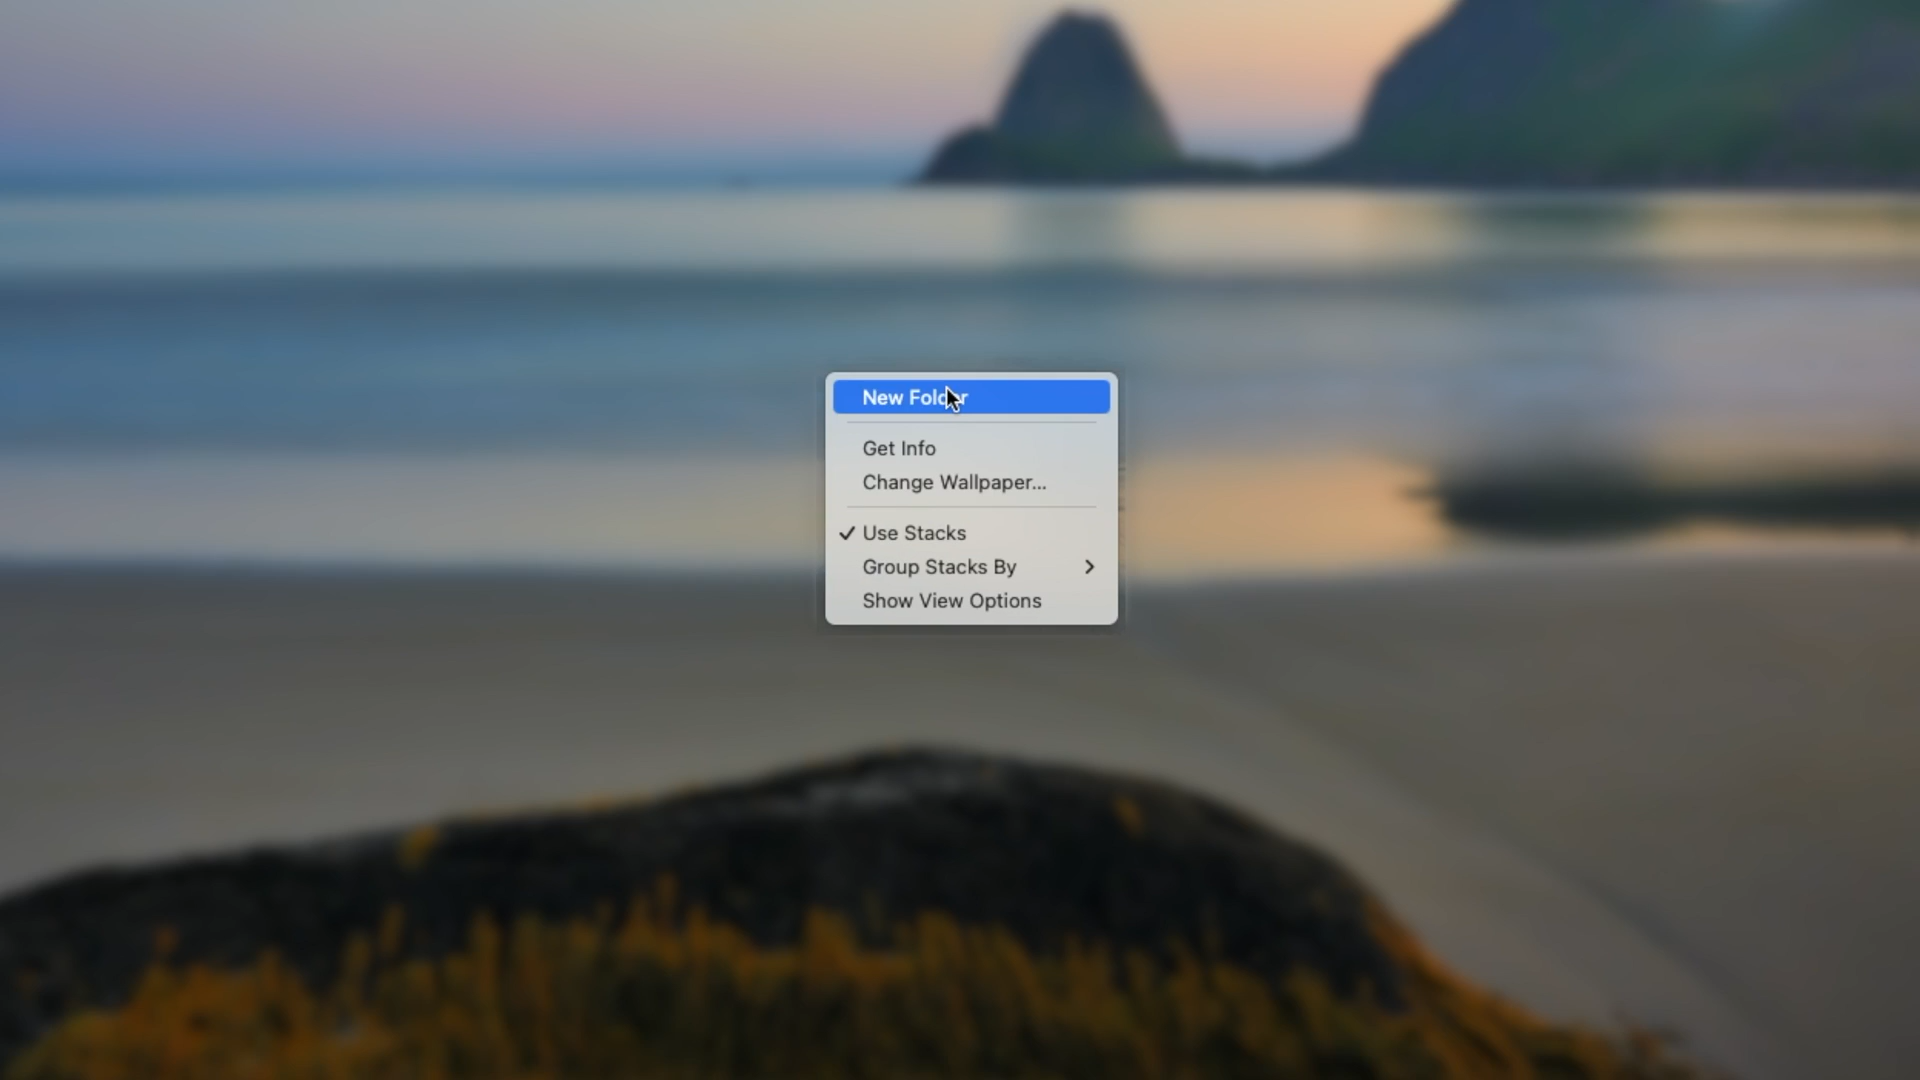 New Folder
Get Info
Change Wallpaper...
Use Stacks
Group Stacks By
Show View Options